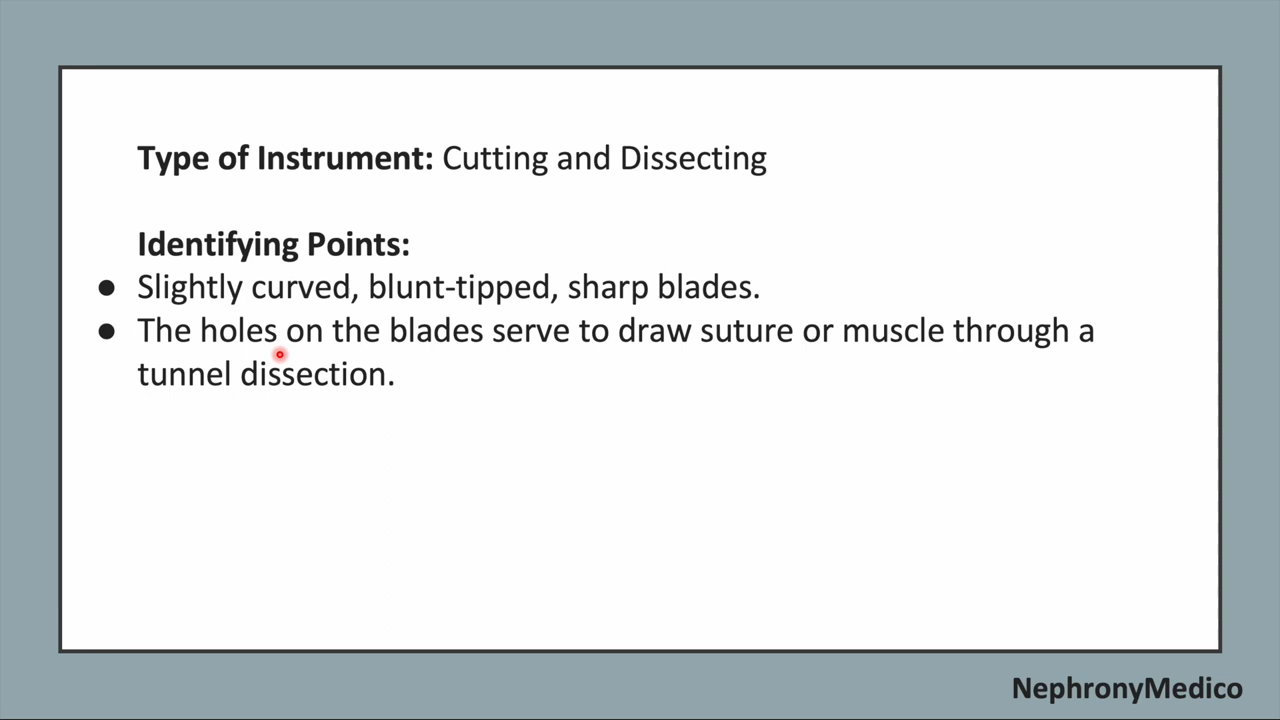 Type of Instrument: Cutting and Dissecting
Identifying Points:
● Slightly curved, blunt-tipped, sharp blades.
● The holes on the blades serve to draw suture or muscle through a
tunnel dissection.
NephronyMedico